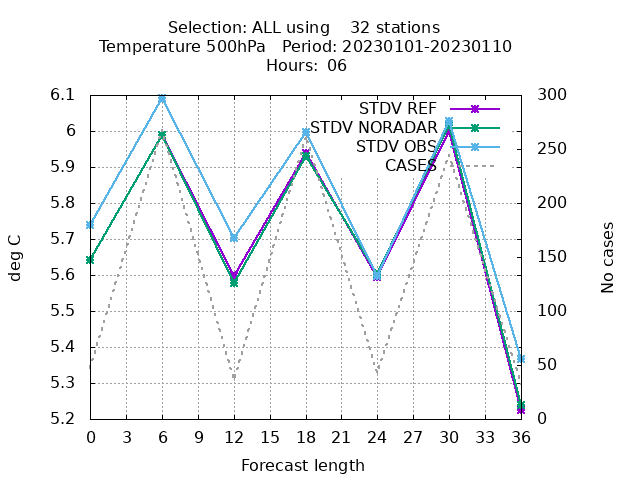 Selection: ALL using    32 stations
Temperature 500hPa   Period: 20230101-20230110
Hours:  06
6.1
6
5.9
5.8
5.7
5.6
5.5
5.4
5.3
5.2
deg C
STDV REF
STDV NORADAR
STDV OBS
CASES
300
250
200
150
100
50
0
No cases
0 3 6 9 12 15 18 21 24 27 30 33 36
Forecast length